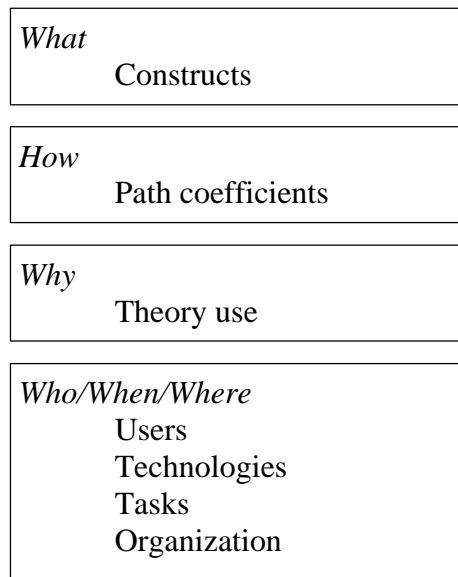 What
Constructs
How
Path coefficients
Why
Theory use
Who/When/Where
Users
Technologies
Tasks
Organization